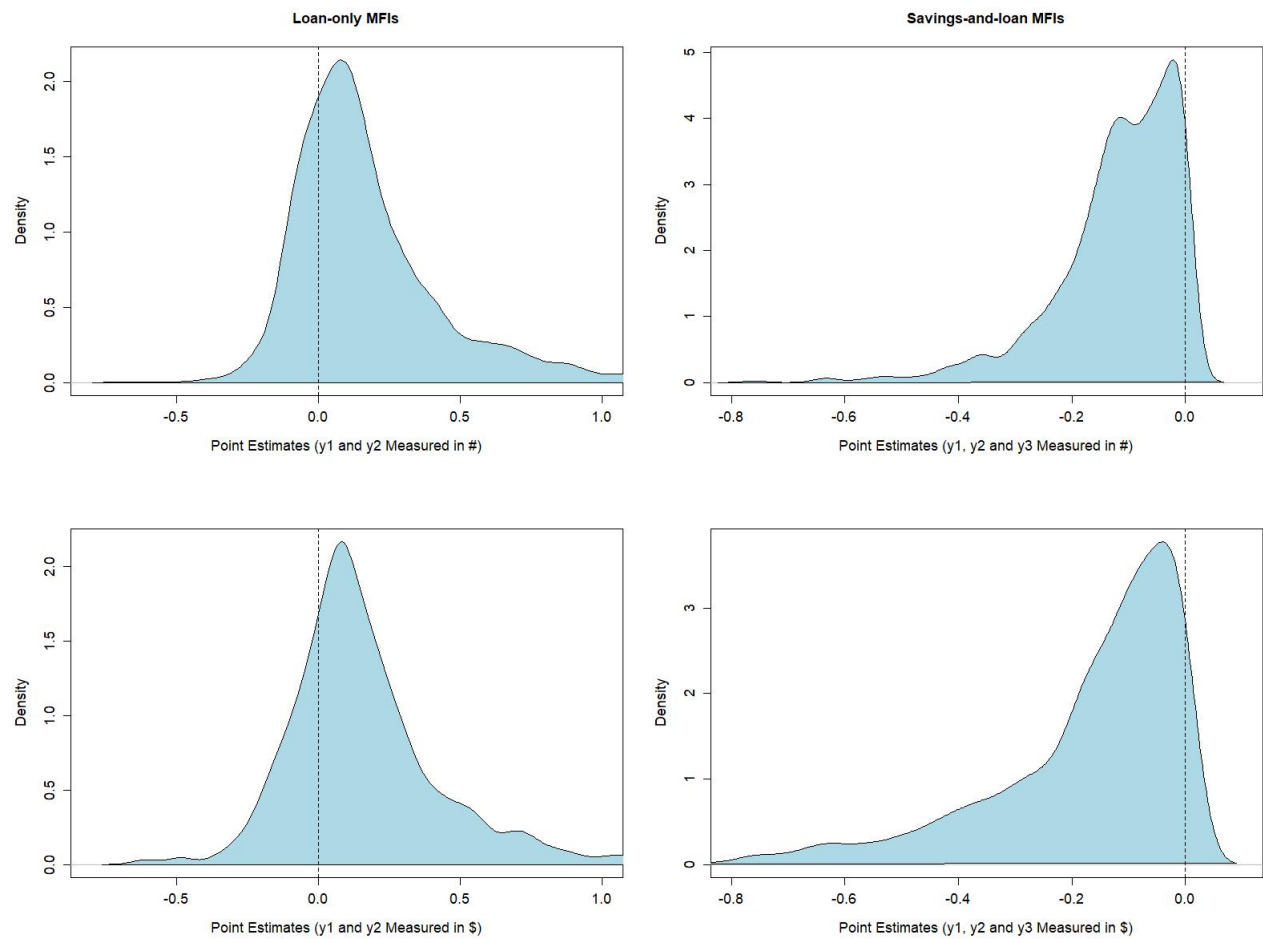 Loan-only MFIs
Density
0.0 0.5 1.0 1.5 2.0
-0.5 0.0 0.5 1.0
Point Estimates (y1 and y2 Measured in #)
Savings-and-loan MFIs
Density
0 1 2 3 4 5
-0.8 -0.6 -0.4 -0.2 0.0
Point Estimates (y1, y2 and y3 Measured in #)
Density
0.0 0.5 1.0 1.5 2.0
-0.5 0.0 0.5 1.0
Point Estimates (y1 and y2 Measured in $)
Density
0 1 2 3
-0.8 -0.6 -0.4 -0.2 0.0
Point Estimates (y1, y2 and y3 Measured in $)